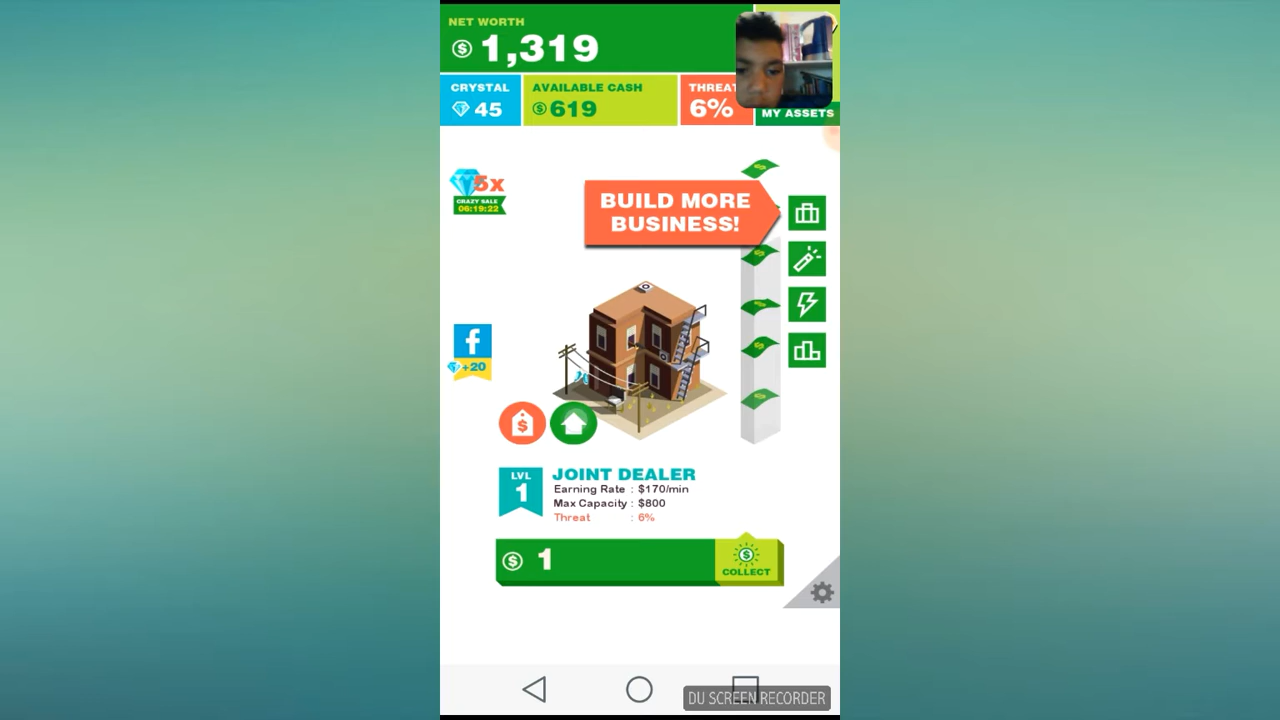 NET WORTH
1,319
CRYSTAL
45
AVAILABLE CASH
619
THREAT
6%
MY ASSETS
5x
CRAZY SALE
06:19:22
BUILD MORE
BUSINESS!
f
+20
LVL
1
JOINT DEALER
Earning Rate : $170/min
Max Capacity : $800
Threat : 6%
$ 1
COLLECT
DU SCREEN RECORDER